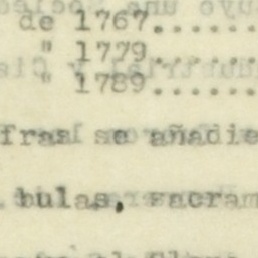 de 1767......
" 1779......
" 1789......
fras se añadie
bulas, sacram